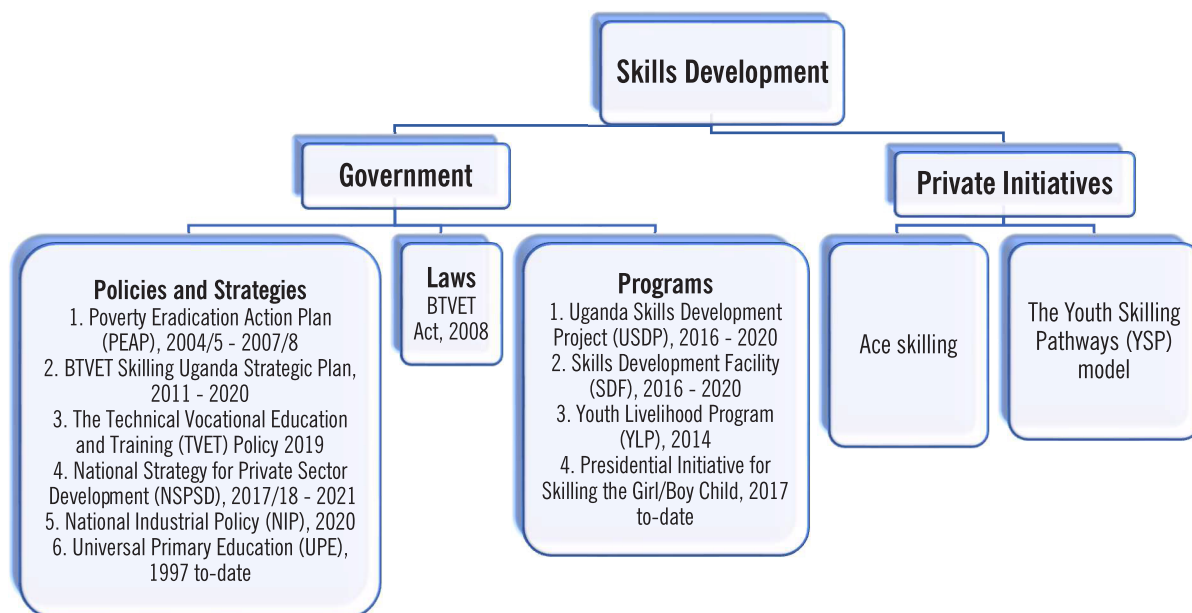 Skills Development
Government
Private Initiatives
Policies and Strategies
1. Poverty Eradication Action Plan
(PEAP), 2004/5 - 2007/8
2. BTVET Skilling Uganda Strategic Plan,
2011 - 2020
3. The Technical Vocational Education
and Training (TVET) Policy 2019
4. National Strategy for Private Sector
Development (NSPSD), 2017/18 - 2021
5. National Industrial Policy (NIP), 2020
6. Universal Primary Education (UPE),
1997 to-date
Laws
BTVET
Act, 2008
Programs
1. Uganda Skills Development
Project (USDP), 2016 - 2020
2. Skills Development Facility
(SDF), 2016 - 2020
3. Youth Livelihood Program
(YLP), 2014
4. Presidential Initiative for
Skilling the Girl/Boy Child, 2017
to-date
Ace skilling
The Youth Skilling
Pathways (YSP)
model